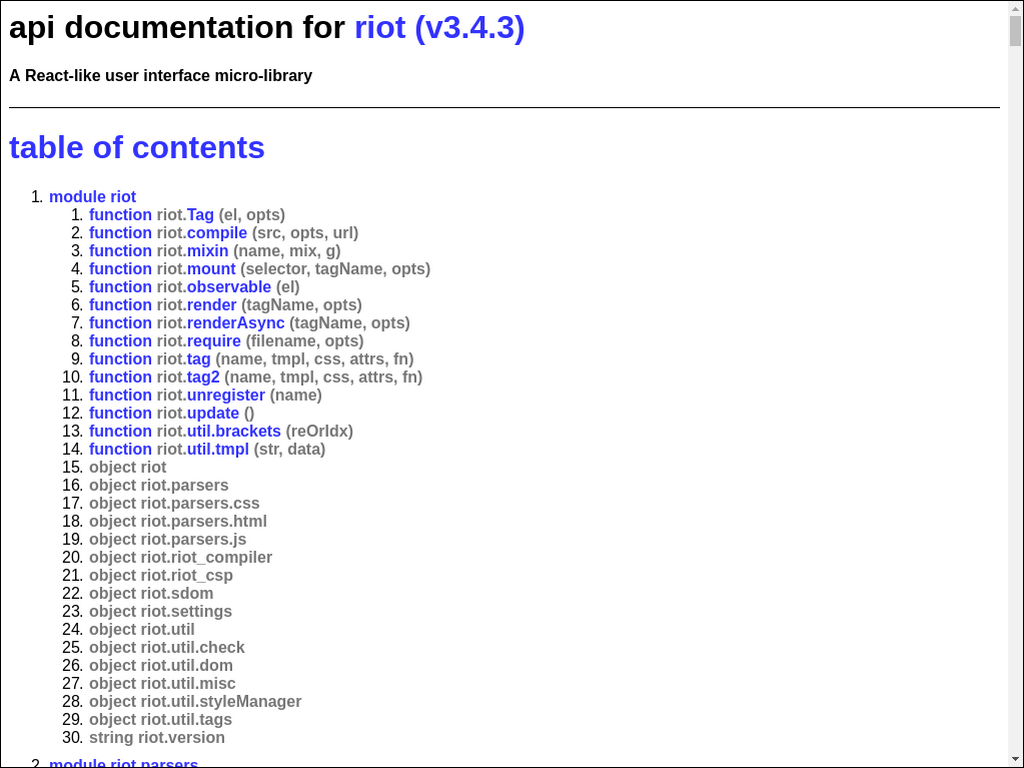 api documentation for riot (v3.4.3)
A React-like user interface micro-library
table of contents
1. module riot
1. function riot.Tag (el, opts)
2. function riot.compile (src, opts, url)
3. function riot.mixin (name, mix, g)
4. function riot.mount (selector, tagName, opts)
5. function riot.observable (el)
6. function riot.render (tagName, opts)
7. function riot.renderAsync (tagName, opts)
8. function riot.require (filename, opts)
9. function riot.tag (name, tmpl, css, attrs, fn)
10. function riot.tag2 (name, tmpl, css, attrs, fn)
11. function riot.unregister (name)
12. function riot.update ()
13. function riot.util.brackets (reOrIdx)
14. function riot.util.tmpl (str, data)
15. object riot
16. object riot.parsers
17. object riot.parsers.css
18. object riot.parsers.html
19. object riot.parsers.js
20. object riot.riot_compiler
21. object riot.riot_csp
22. object riot.sdom
23. object riot.settings
24. object riot.util
25. object riot.util.check
26. object riot.util.dom
27. object riot.util.misc
28. object riot.util.styleManager
29. object riot.util.tags
30. string riot.version
2. module riot.parsers